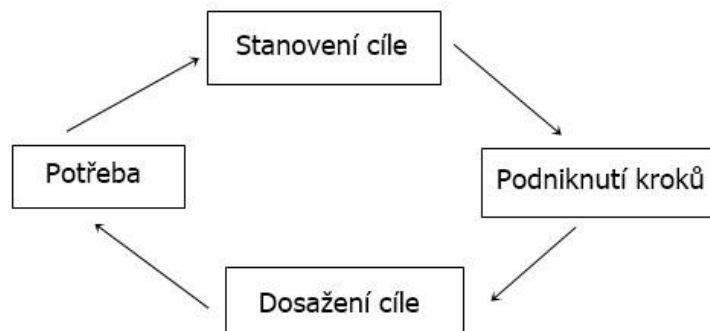 Stanovení cíle
Potřeba
Podniknutí kroků
Dosažení cíle